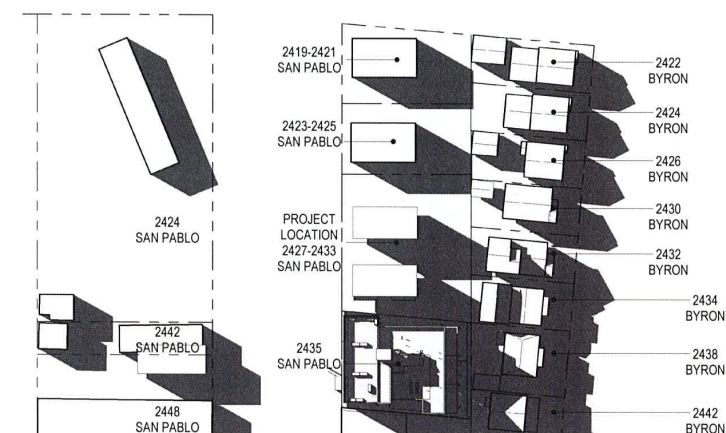 2419-2421
SAN PABLO
2423-2425
SAN PABLO
2424
SAN PABLO
PROJECT
LOCATION
2427-2433
SAN PABLO
2442
SAN PABLO
2435
SAN PABLO
2448
SAN PABLO
2422
BYRON
2424
BYRON
2426
BYRON
2430
BYRON
2432
BYRON
2434
BYRON
2438
BYRON
2442
BYRON